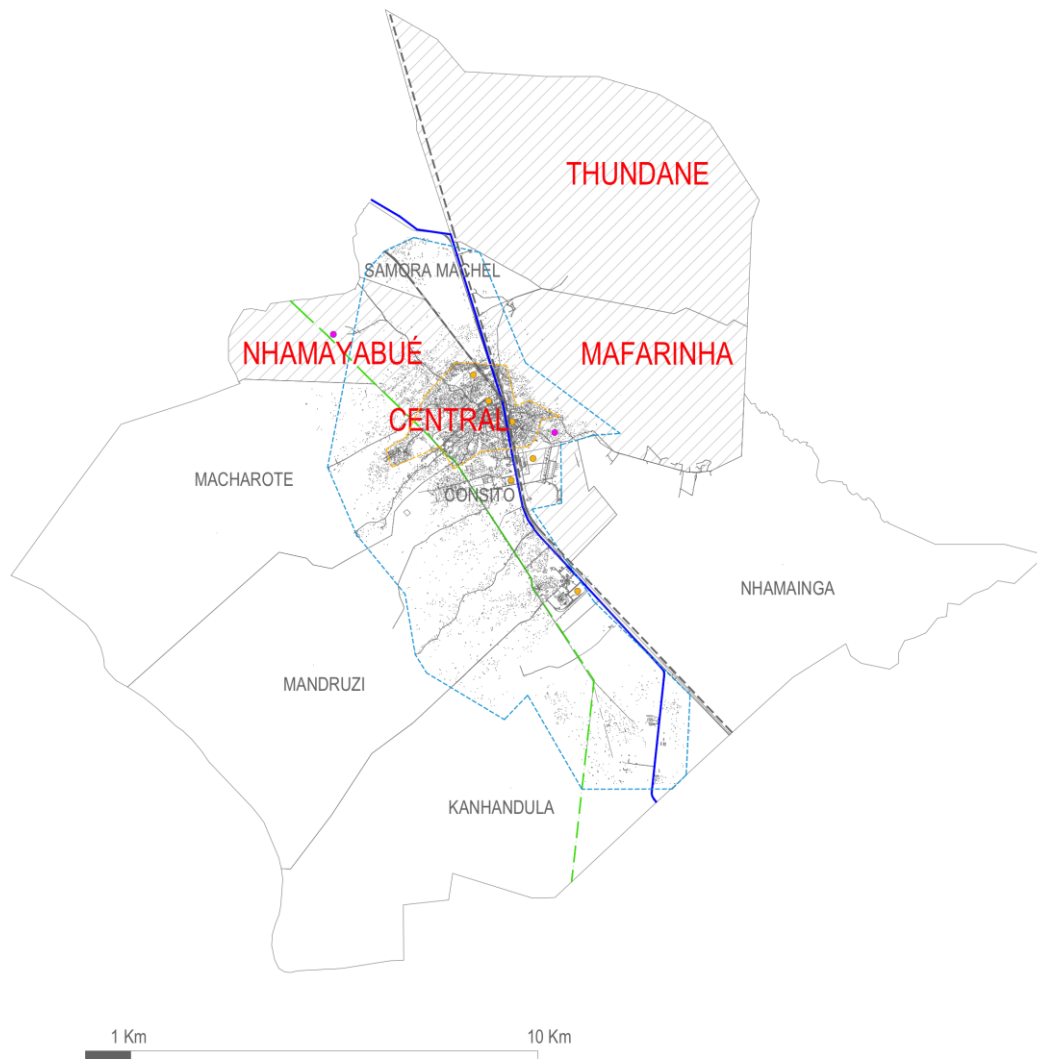 THUNDANE
SAMORA MACHEL
NHAMAYABUÉ
MAFARINHA
CENTRAL
MACHAROTE
CONSITO
NHAMAINGA
MANDRUZI
KANHANDULA
1 Km
10 Km